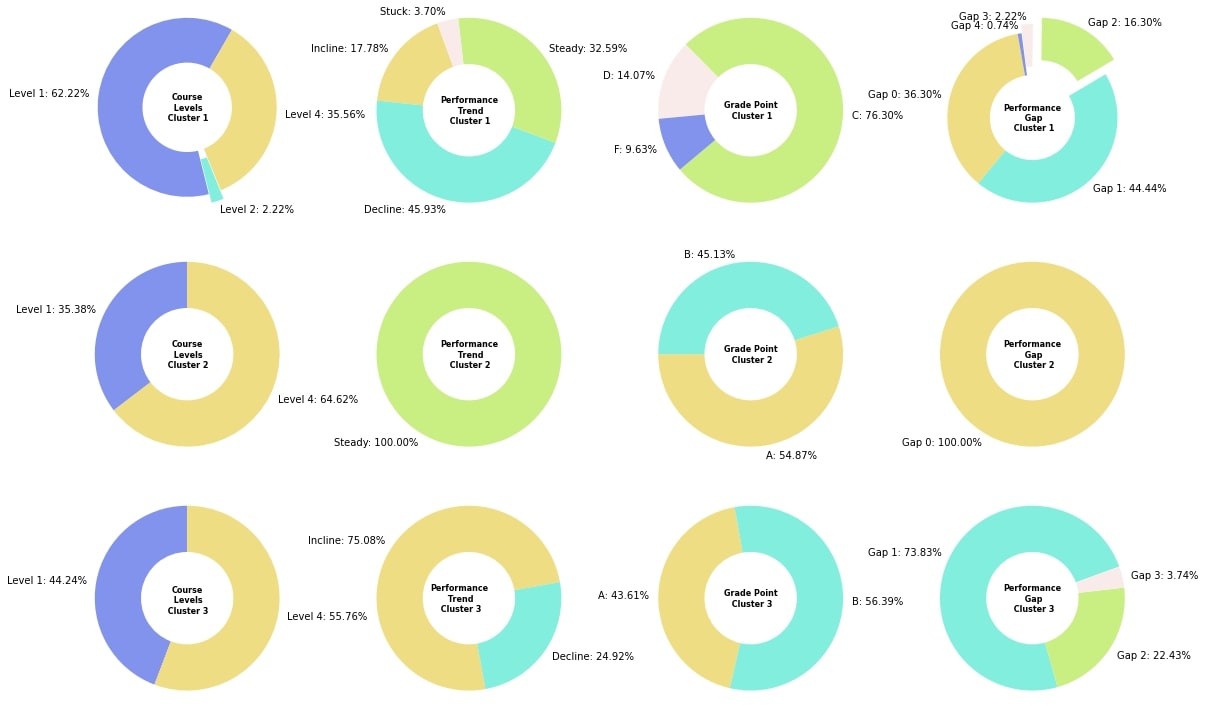 Level 1: 62.22%
Course
Levels
Cluster 1
Level 4: 35.56%
Level 2: 2.22%
Stuck: 3.70%
Incline: 17.78%
Steady: 32.59%
Performance
Trend
Cluster 1
Decline: 45.93%
D: 14.07%
Grade Point
Cluster 1
C: 76.30%
F: 9.63%
Gap 3: 2.22%
Gap 4: 0.74%
Gap 2: 16.30%
Gap 0: 36.30%
Performance
Gap
Cluster 1
Gap 1: 44.44%
Level 1: 35.38%
Course
Levels
Cluster 2
Level 4: 64.62%
Performance
Trend
Cluster 2
Steady: 100.00%
B: 45.13%
Grade Point
Cluster 2
A: 54.87%
Performance
Gap
Cluster 2
Gap 0: 100.00%
Level 1: 44.24%
Course
Levels
Cluster 3
Level 4: 55.76%
Incline: 75.08%
Performance
Trend
Cluster 3
Decline: 24.92%
A: 43.61%
Grade Point
Cluster 3
B: 56.39%
Gap 1: 73.83%
Performance
Gap
Cluster 3
Gap 3: 3.74%
Gap 2: 22.43%